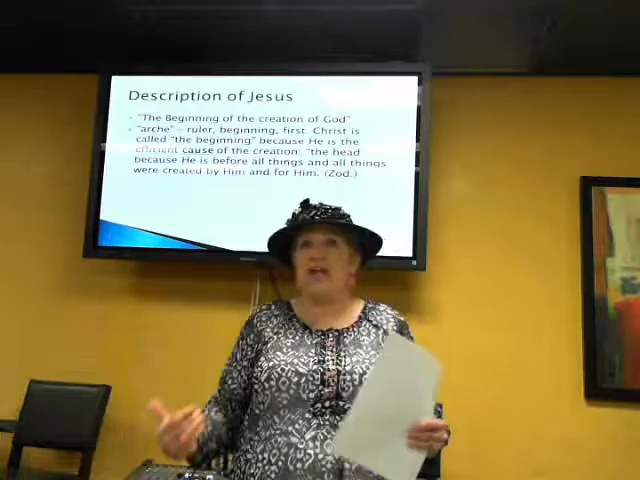 Description of Jesus
"The Beginning of the creation of God"
"arche" – ruler, beginning, first. Christ is
called "the beginning" because He is the
efficient cause of the creation; "the head
because He is before all things and all things
were created by Him and for Him. (Zod.)